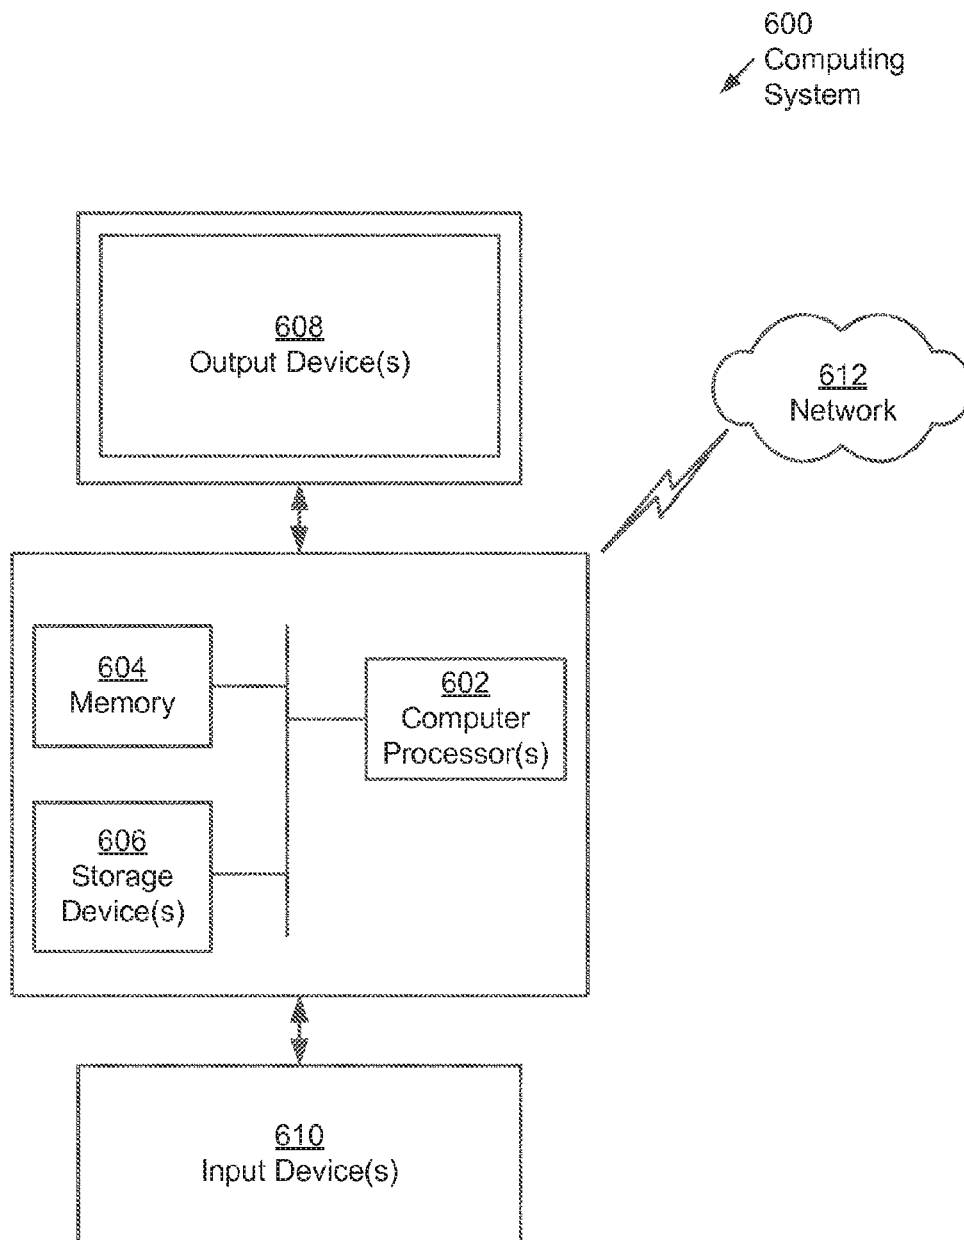 600
Computing
System
608
Output Device(s)
612
Network
604
Memory
602
Computer
Processor(s)
606
Storage
Device(s)
610
Input Device(s)